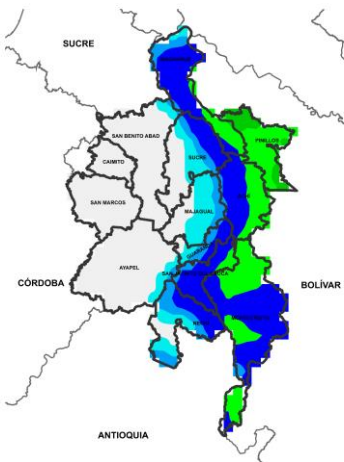 SUCRE
SAN BENITO ABAD
PINILLOS
CAIMITO
SUCRE
SAN MARCOS
MAJAGUAL
AYAPEL
CÓRDOBA
BOLÍVAR
ANTIOQUIA